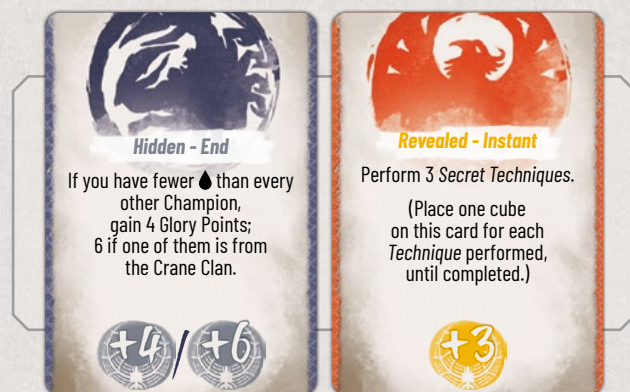 Hidden - End
If you have fewer than every
other Champion,
gain 4 Glory Points;
6 if one of them is from
the Crane Clan.
+4 / +6
Revealed - Instant
Perform 3 Secret Techniques.
(Place one cube
on this card for each
Technique performed,
until completed.)
+3